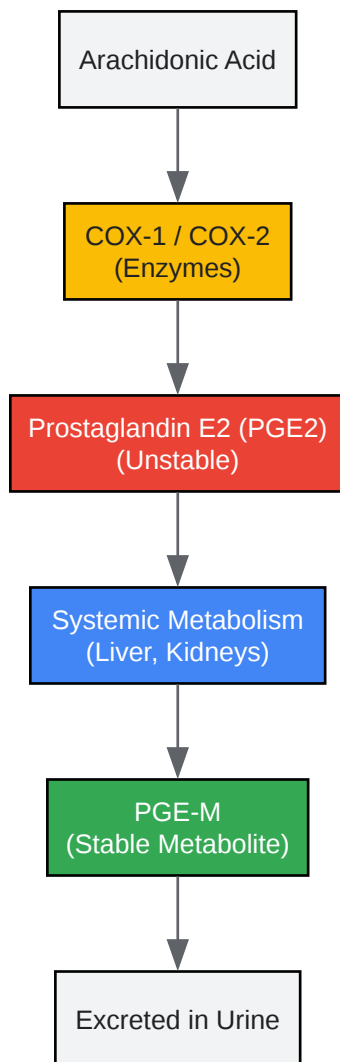 Arachidonic Acid
COX-1 / COX-2
(Enzymes)
Prostaglandin E2 (PGE2)
(Unstable)
Systemic Metabolism
(Liver, Kidneys)
PGE-M
(Stable Metabolite)
Excreted in Urine